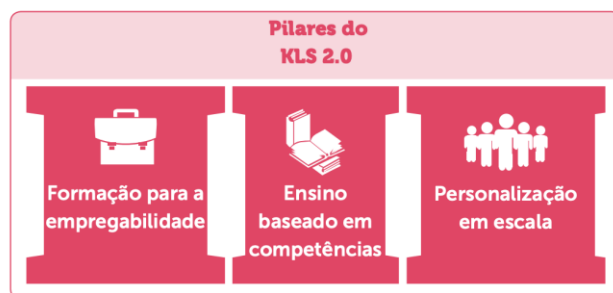 Pilares do
KLS 2.0
Formação para a
empregabilidade
Ensino
baseado em
competências
Personalização
em escala